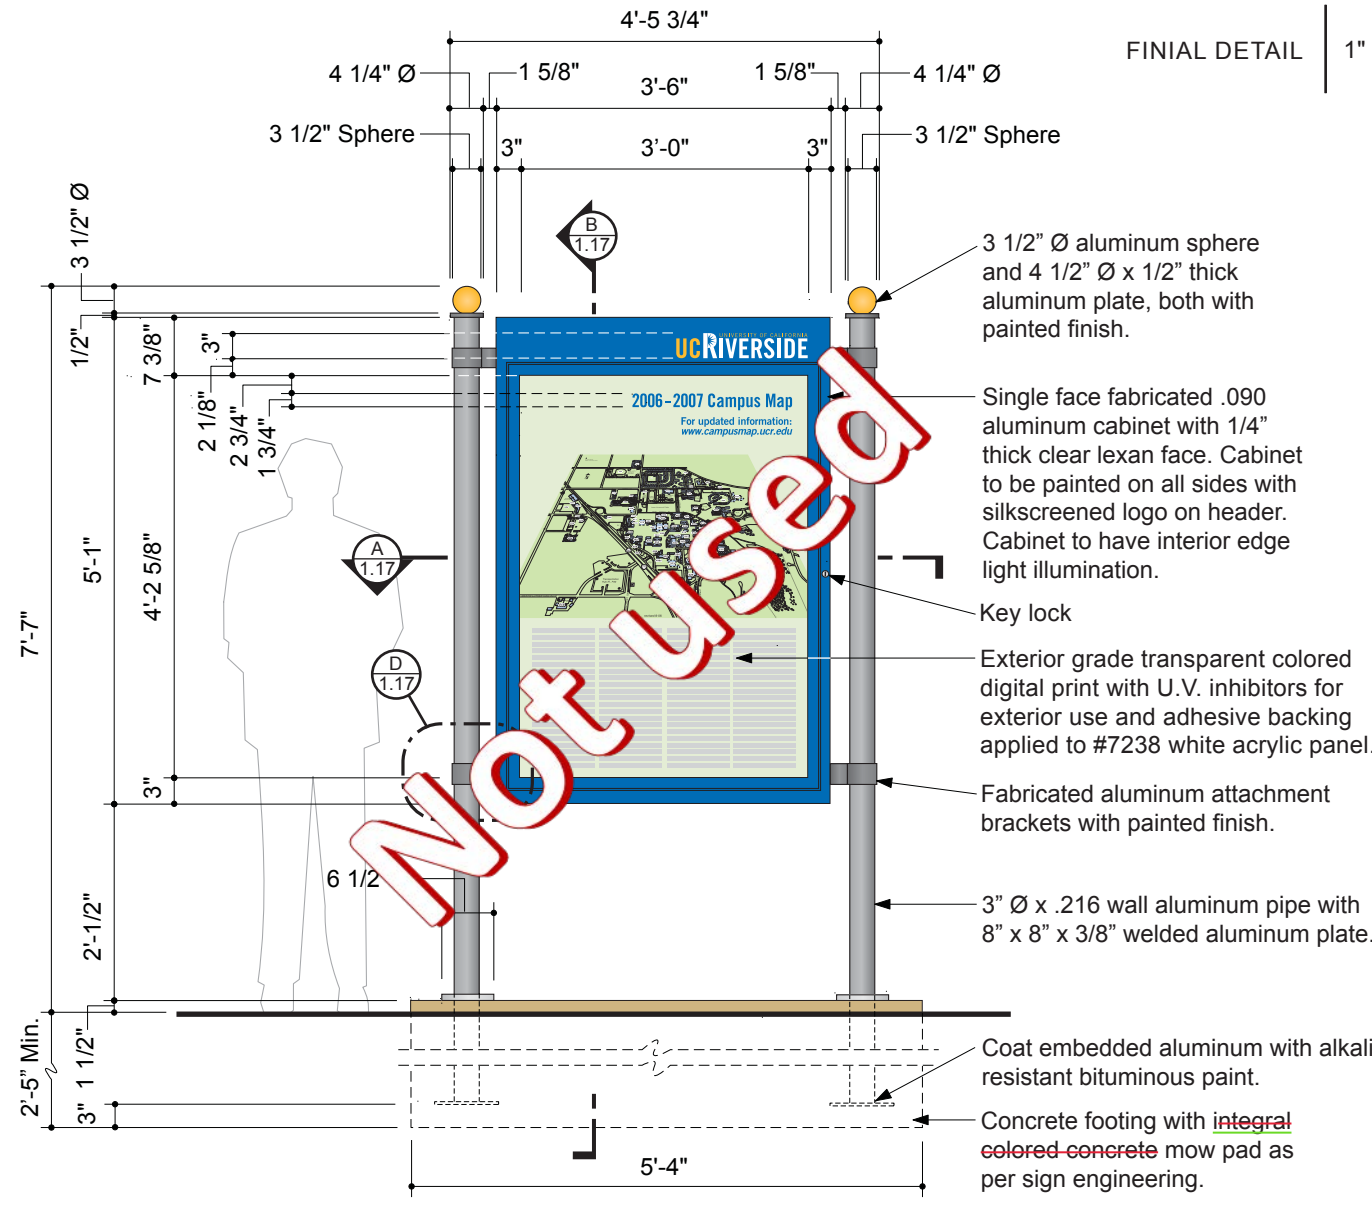 4'-5 3/4"
FINIAL DETAIL
1"
4 1/4" Ø
1 5/8"
3'-6"
1 5/8"
4 1/4" Ø
3 1/2" Sphere
3"
3'-0"
3"
3 1/2" Sphere
3 1/2" Ø
B
1.17
3 1/2” Ø aluminum sphere
and 4 1/2” Ø x 1/2” thick
aluminum plate, both with
painted finish.
1/2"
7 3/8"
3"
2 1/8"
2 3/4"
1 3/4"
UNIVERSITY OF CALIFORNIA
UCRIVERSIDE
2006-2007 Campus Map
For updated information:
www.campusmap.ucr.edu
Single face fabricated .090
aluminum cabinet with 1/4”
thick clear lexan face. Cabinet
to be painted on all sides with
silkscreened logo on header.
Cabinet to have interior edge
light illumination.
Not used
5'-1"
4'-2 5/8"
A
1.17
7'-7"
Key lock
D
1.17
Exterior grade transparent colored
digital print with U.V. inhibitors for
exterior use and adhesive backing
applied to #7238 white acrylic panel.
3"
Fabricated aluminum attachment
brackets with painted finish.
6 1/2
2'-1/2"
3” Ø x .216 wall aluminum pipe with
8” x 8” x 3/8” welded aluminum plate.
2'-5” Min.
1 1/2"
3"
Coat embedded aluminum with alkali
resistant bituminous paint.
Concrete footing with integral
colored concrete mow pad as
per sign engineering.
5'-4"